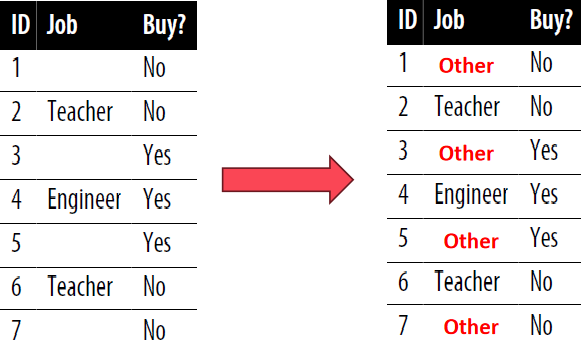 ID Job Buy?
1 No
2 Teacher No
3 Yes
4 Engineer Yes
5 Yes
6 Teacher No
7 No
ID Job Buy?
1 Other No
2 Teacher No
3 Other Yes
4 Engineer Yes
5 Other Yes
6 Teacher No
7 Other No